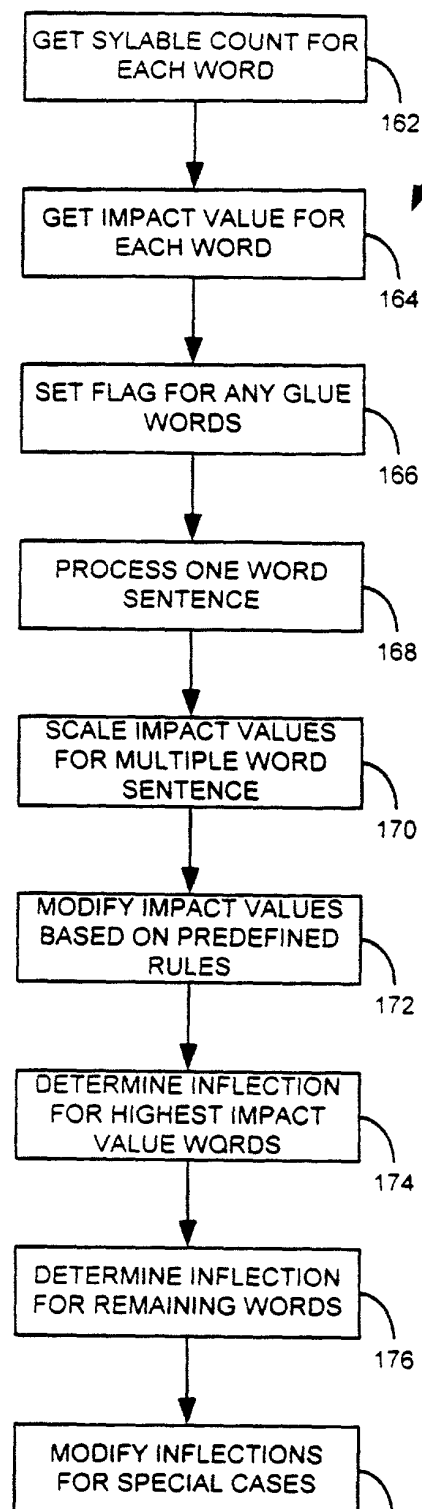 GET SYLABLE COUNT FOR
EACH WORD
162
GET IMPACT VALUE FOR
EACH WORD
164
SET FLAG FOR ANY GLUE
WORDS
166
PROCESS ONE WORD
SENTENCE
168
SCALE IMPACT VALUES
FOR MULTIPLE WORD
SENTENCE
170
MODIFY IMPACT VALUES
BASED ON PREDEFINED
RULES
172
DETERMINE INFLECTION
FOR HIGHEST IMPACT
VALUE WORDS
174
DETERMINE INFLECTION
FOR REMAINING WORDS
176
MODIFY INFLECTIONS
FOR SPECIAL CASES